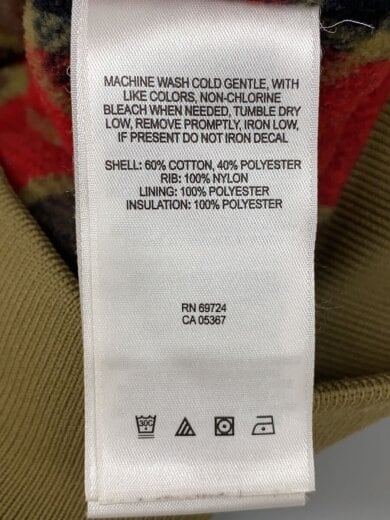 MACHINE WASH COLD GENTLE, WITH
LIKE COLORS, NON-CHLORINE
BLEACH WHEN NEEDED, TUMBLE DRY
LOW, REMOVE PROMPTLY, IRON LOW,
IF PRESENT DO NOT IRON DECAL
SHELL: 60% COTTON, 40% POLYESTER
RIB: 100% NYLON
LINING: 100% POLYESTER
INSULATION: 100% POLYESTER
RN 69724
CA 05367
30C